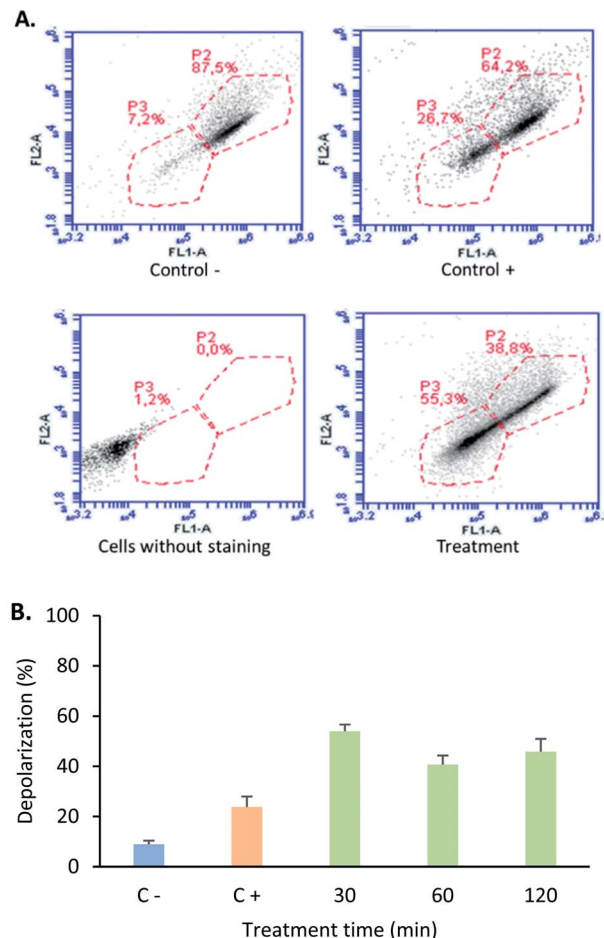 A.
P2
87,5%
P3
7,2%
FL2-A
FL1-A
Control -
P2
64,2%
P3
26,7%
FL2-A
FL1-A
Control +
P2
0,0%
P3
1,2%
FL2-A
FL1-A
Cells without staining
P2
38,8%
P3
55,3%
FL2-A
FL1-A
Treatment
B.
Depolarization (%)
100
80
60
40
20
0
C - C + 30 60 120
Treatment time (min)